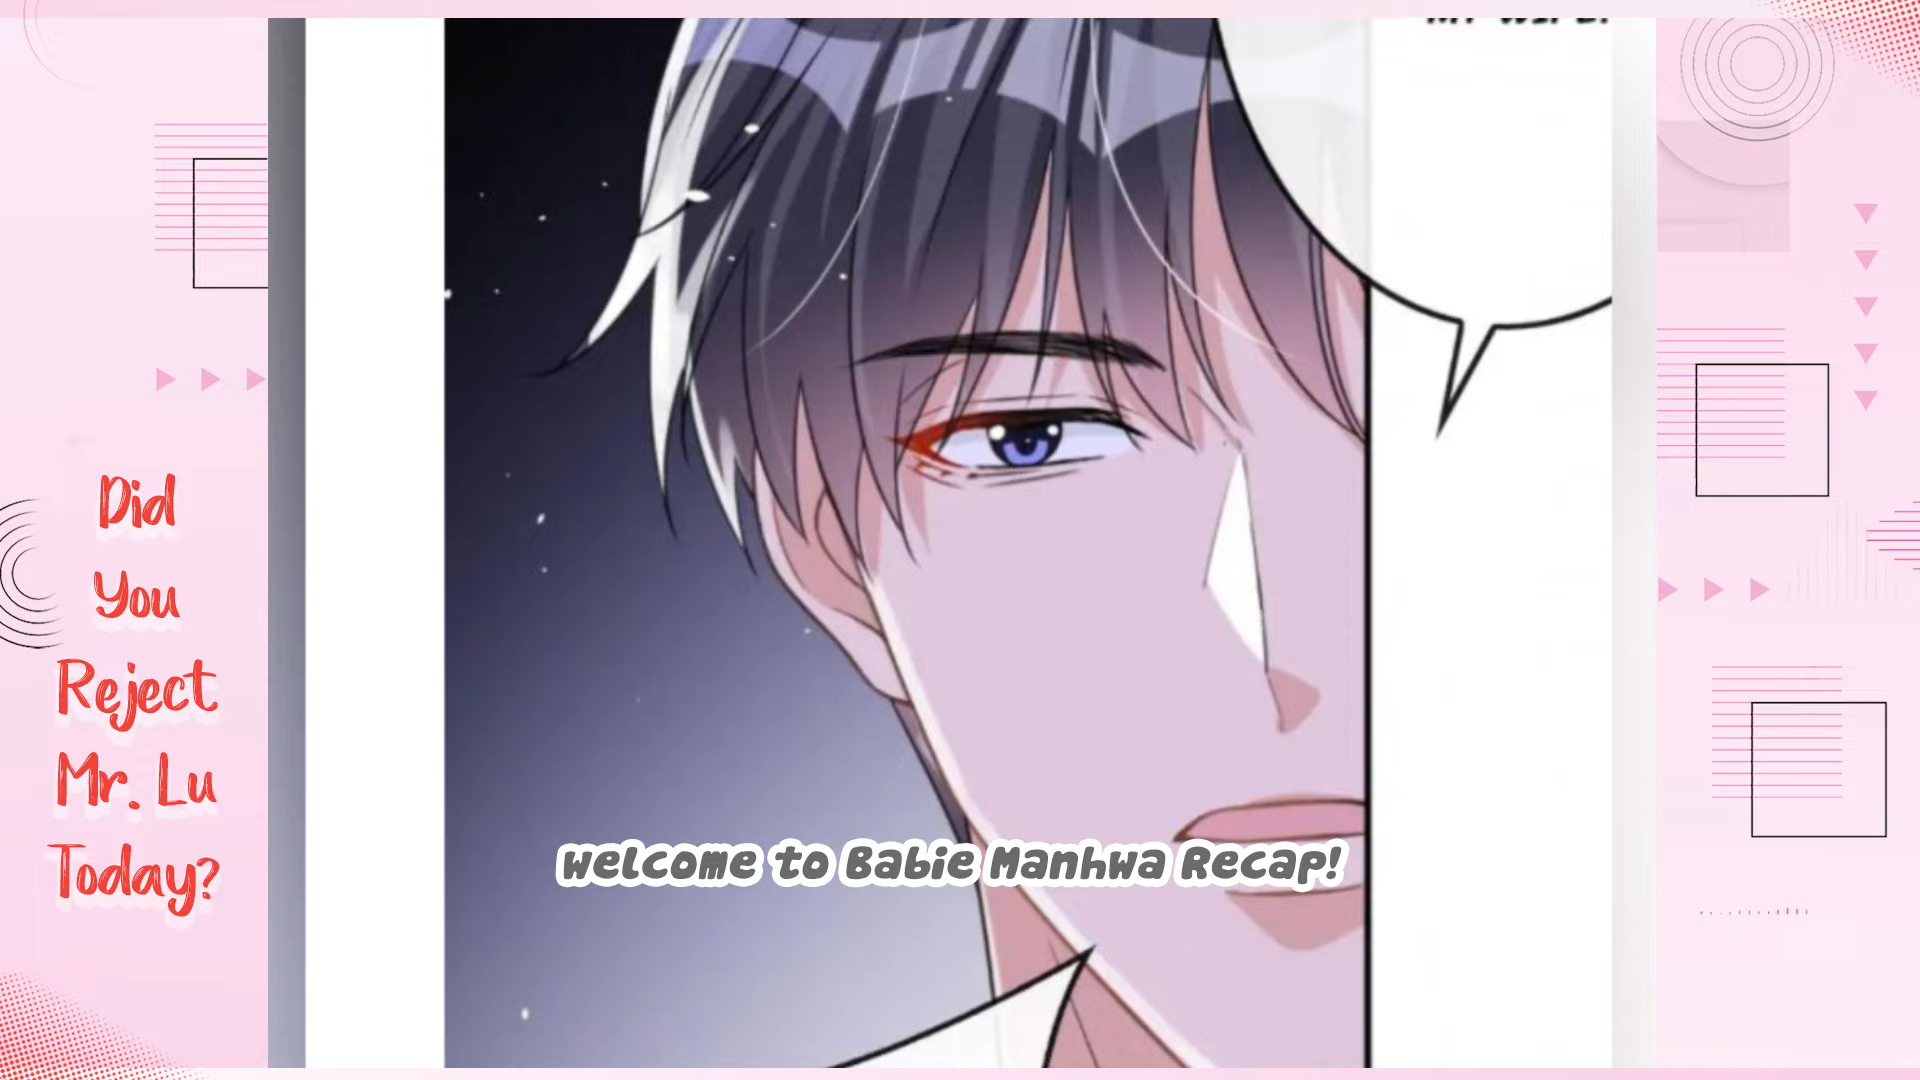 Did
You
Reject
Mr. Lu
Today?
welcome to Babie Manhwa Recap!